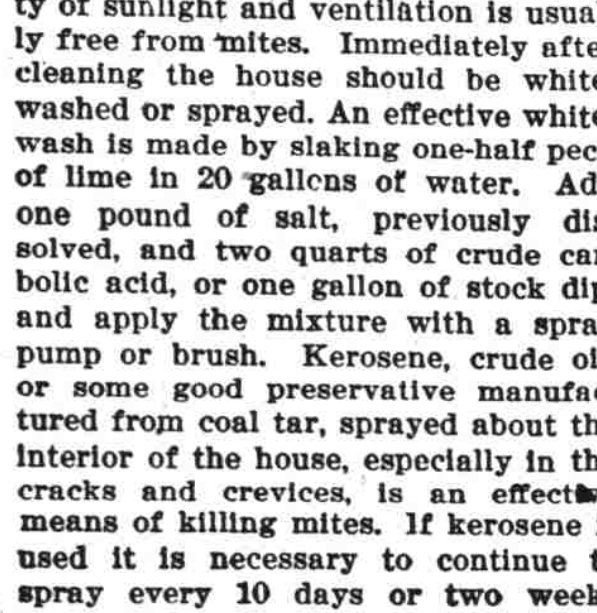 ty of sunlight and ventilation is usual
ly free from mites. Immediately afte
cleaning the house should be white
washed or sprayed. An effective white
wash is made by slaking one-half pec
of lime in 20 gallons of water. Ad
one pound of salt, previously dis
solved, and two quarts of crude car
bolic acid, or one gallon of stock dip
and apply the mixture with a spra
pump or brush. Kerosene, crude oi
or some good preservative manufac
tured from coal tar, sprayed about th
interior of the house, especially in th
cracks and crevices, is an effective
means of killing mites. If kerosene i
used it is necessary to continue t
spray every 10 days or two week